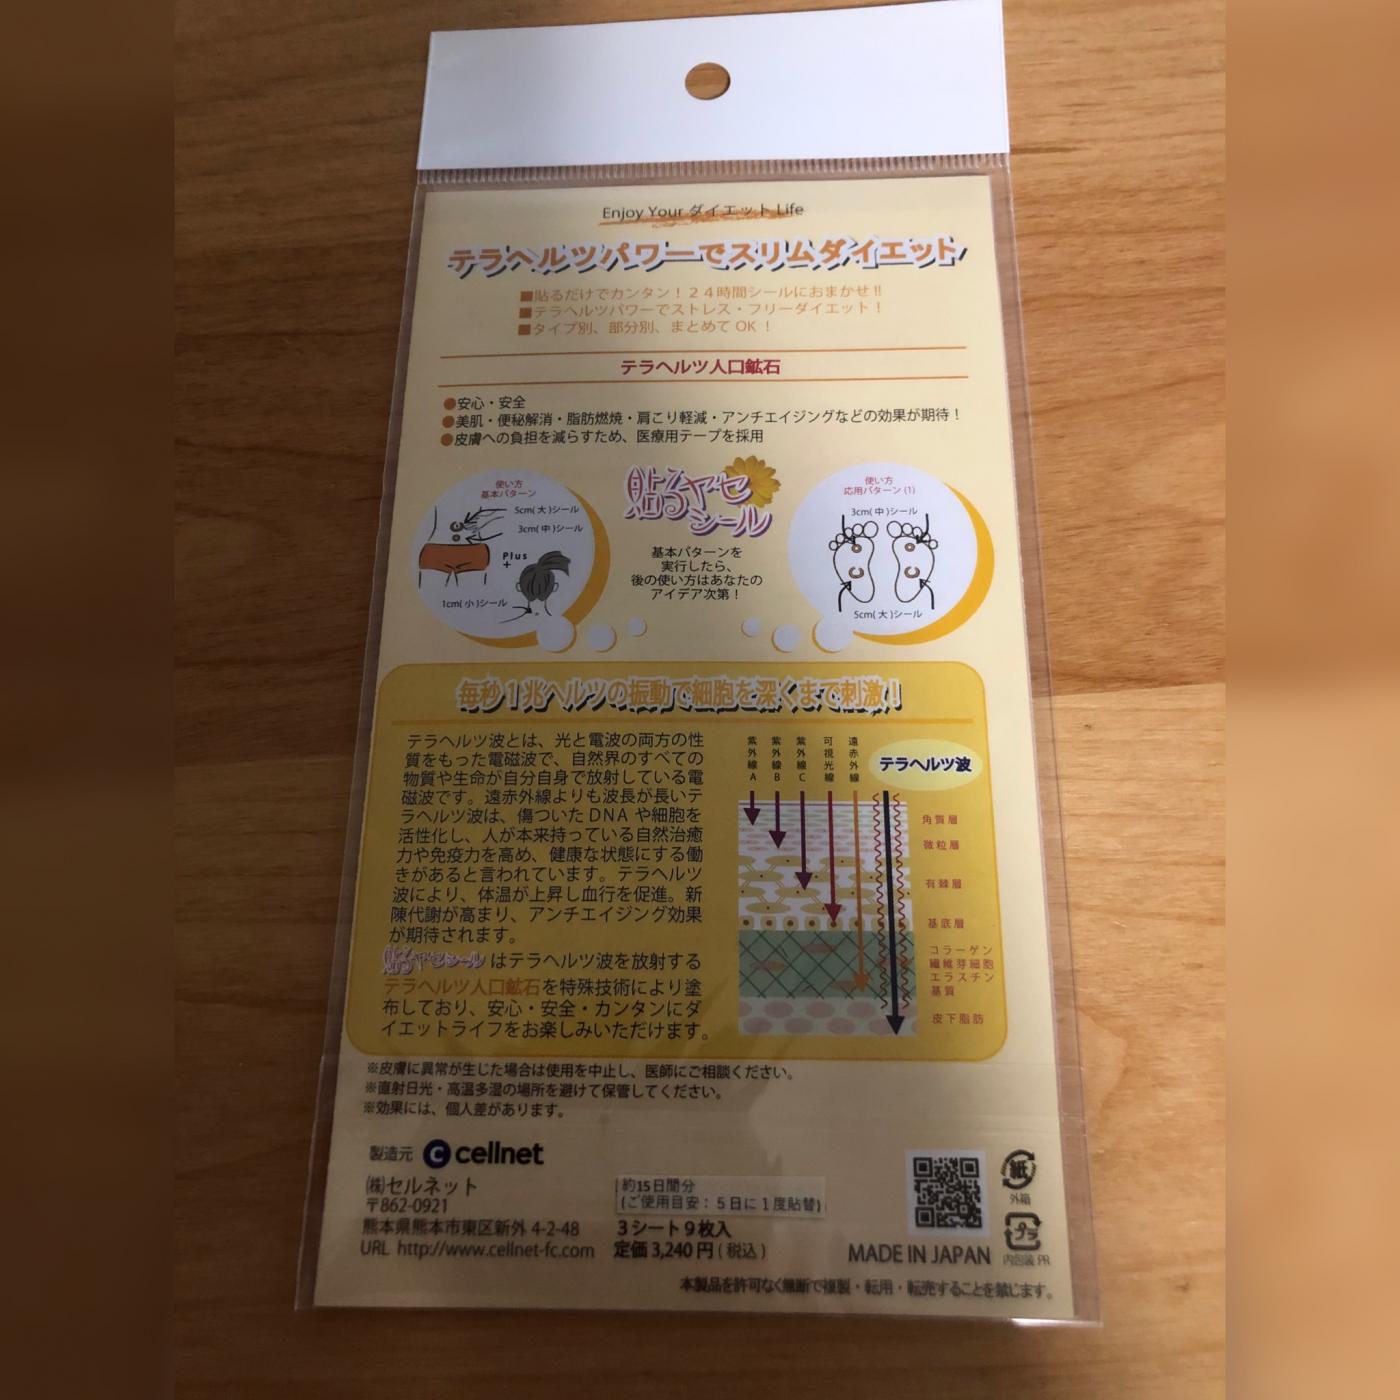 Enjoy Your ダイエット Life
テラヘルツパワーでスリムダイエット
■貼るだけでカンタン！２４時間シールにおまかせ!!
■テラヘルツパワーでストレス・フリーダイエット！
■タイプ別、部分別、まとめて OK！
テラヘルツ人口鉱石
●安心・安全
●美肌・便秘解消・脂肪燃焼・肩こり軽減・アンチエイジングなどの効果が期待！
●皮膚への負担を減らすため、医療用テープを採用
使い方
基本パターン
5cm(大)シール
3cm(中)シール
Plus
+
1cm(小)シール
貼るヤセ
シール
基本パターンを
実行したら、
後の使い方はあなたの
アイデア次第！
使い方
応用パターン(1)
3cm(中)シール
5cm(大)シール
毎秒１兆ヘルツの振動で細胞を深くまで刺激！
テラヘルツ波とは、光と電波の両方の性
質をもった電磁波で、自然界のすべての
物質や生命が自分自身で放射している電
磁波です。遠赤外線よりも波長が長いテ
ラヘルツ波は、傷ついた DNA や細胞を
活性化し、人が本来持っている自然治癒
力や免疫力を高め、健康な状態にする働
きがあると言われています。テラヘルツ
波により、体温が上昇し血行を促進。新
陳代謝が高まり、アンチエイジング効果
が期待されます。
貼るヤセシール はテラヘルツ波を放射する
テラヘルツ人口鉱石を特殊技術により塗
布しており、安心・安全・カンタンにダ
イエットライフをお楽しみいただけます。
紫外線A
紫外線B
紫外線C
可視光線
遠赤外線
テラヘルツ波
角質層
微粒層
有棘層
基底層
コラーゲン
繊維芽細胞
エラスチン
基質
皮下脂肪
※皮膚に異常が生じた場合は使用を中止し、医師にご相談ください。
※直射日光・高温多湿の場所を避けて保管してください。
※効果には、個人差があります。
製造元 cellnet
㈱セルネット
〒862-0921
熊本県熊本市東区新外 4-2-48
URL http://www.cellnet-fc.com
約15日間分
(ご使用目安：５日に１度貼替)
３シート９枚入
定価 3,240 円(税込)
MADE IN JAPAN
紙
外箱
プラ
内包装 PR
本製品を許可なく無断で複製・転用・転売することを禁じます。